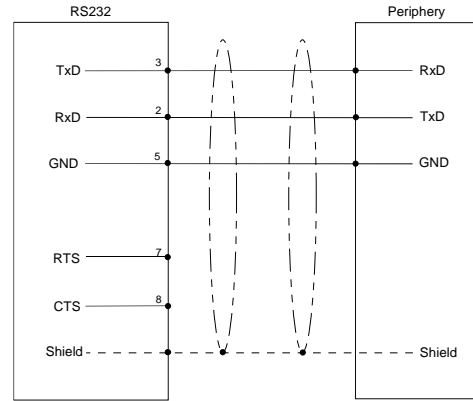 RS232 Periphery
TxD 3 RxD
RxD 2 TxD
GND 5 GND
RTS 7
CTS 8
Shield Shield